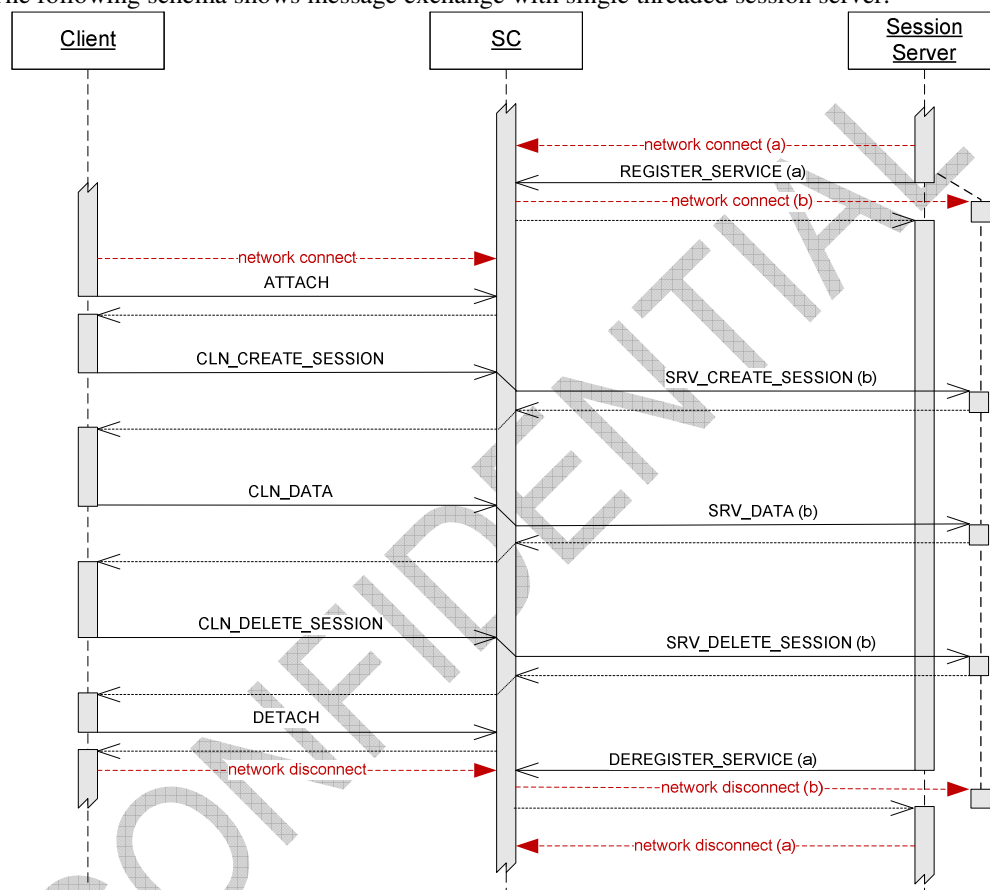 The following schema shows message exchange with single threaded session server.
Client
SC
Session
Server
network connect (a)
REGISTER_SERVICE (a)
network connect (b)
network connect
ATTACH
CLN_CREATE_SESSION
SRV_CREATE_SESSION (b)
CLN_DATA
SRV_DATA (b)
CLN_DELETE_SESSION
SRV_DELETE_SESSION (b)
DETACH
DEREGISTER_SERVICE (a)
network disconnect
network disconnect (b)
network disconnect (a)
CONFIDENTIAL